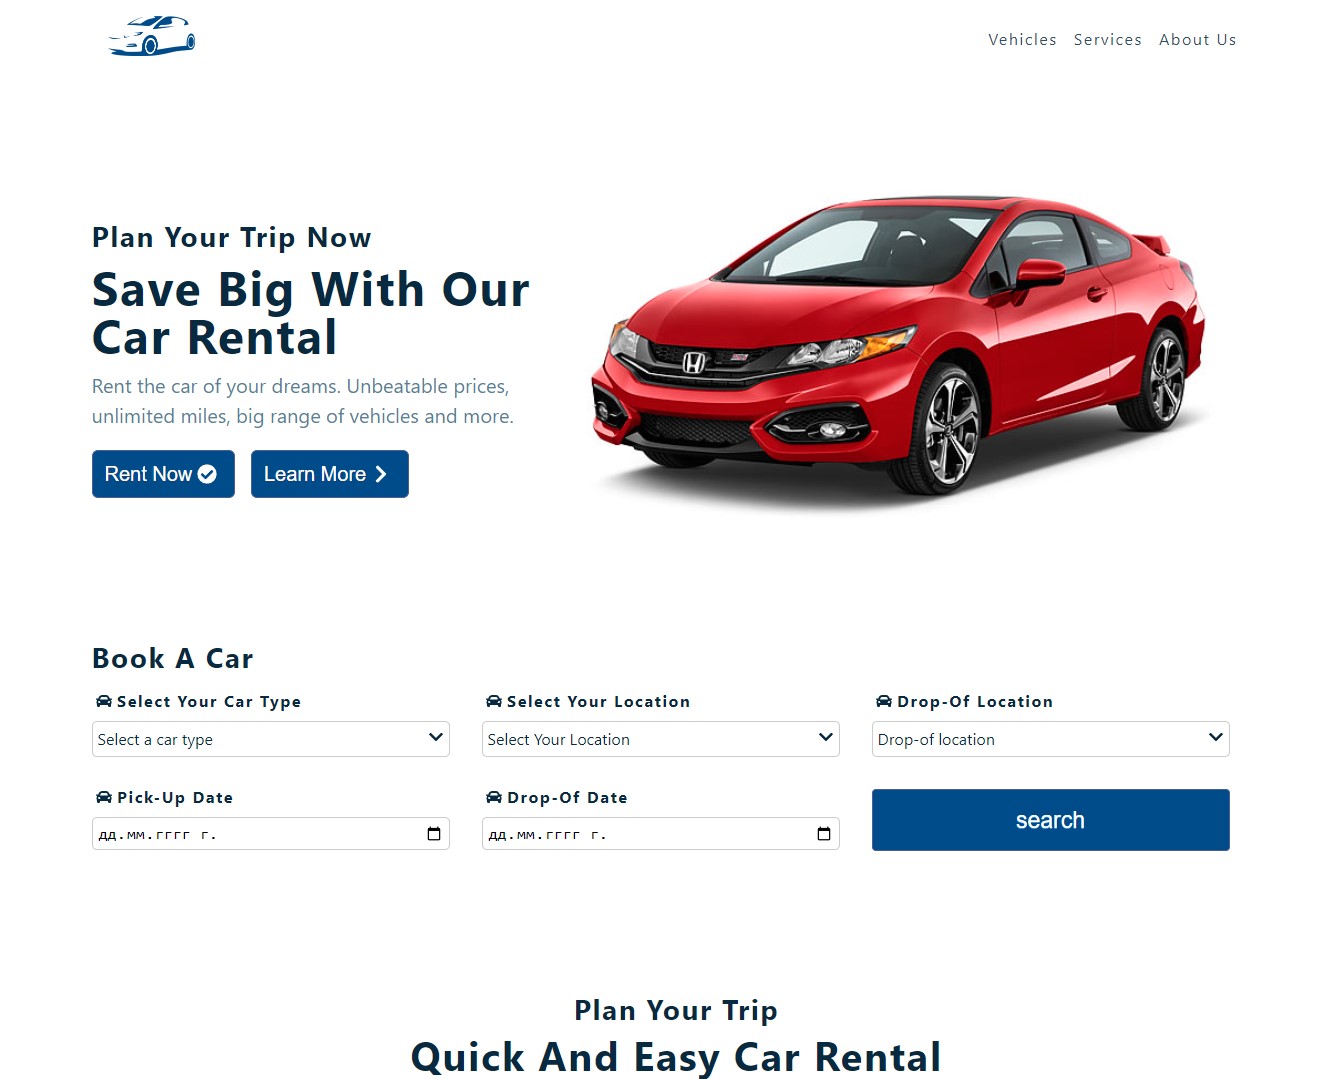 Vehicles Services About Us
Plan Your Trip Now
Save Big With Our
Car Rental
Rent the car of your dreams. Unbeatable prices,
unlimited miles, big range of vehicles and more.
Rent Now Learn More
Book A Car
Select Your Car Type Select Your Location Drop-Of Location
Select a car type Select Your Location Drop-of location
Pick-Up Date Drop-Of Date
дд.мм.гггг г. дд.мм.гггг г. search
Plan Your Trip
Quick And Easy Car Rental